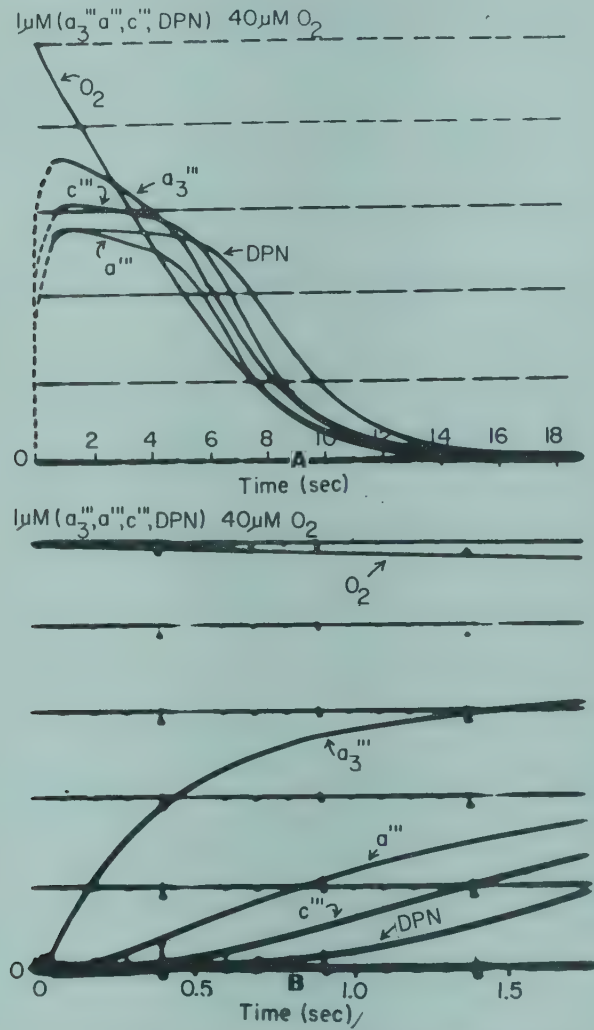 1μM (a₃‴ a‴, c‴, DPN) 40μM O₂
O₂
a₃‴
c‴
DPN
a‴
0
2 4 6 8 10 12 14 16 18
A
Time (sec)
1μM (a₃‴, a‴, c‴, DPN) 40μM O₂
O₂
a₃‴
a‴
c‴
DPN
0
0 0.5 1.0 1.5
B
Time (sec)